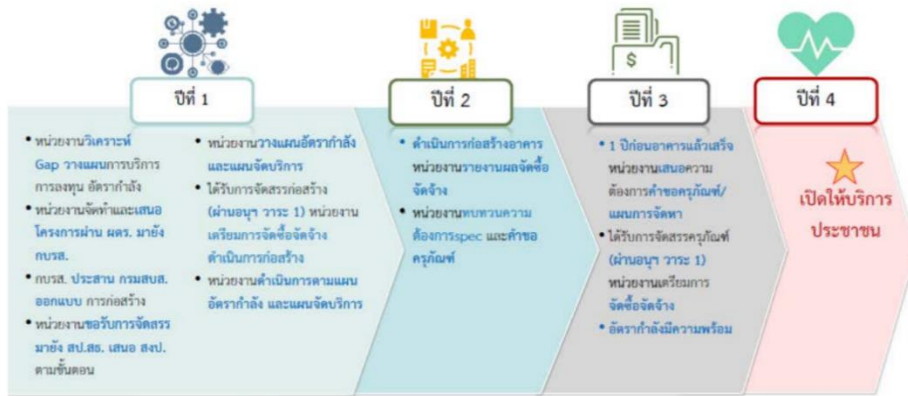 ปีที่ 1
• หน่วยงานวิเคราะห์
Gap วางแผนการบริการ
การลงทุน อัตรากำลัง
• หน่วยงานจัดทำและเสนอ
โครงการผ่าน ผตร. มายัง
กบรส.
• กบรส. ประสาน กรมสบส.
ออกแบบ การก่อสร้าง
• หน่วยงานขอรับการจัดสรร
มายัง สป.สธ. เสนอ สงป.
ตามขั้นตอน
• หน่วยงานวางแผนอัตรากำลัง
และแผนจัดบริการ
• ได้รับการจัดสรรก่อสร้าง
(ผ่านอนุฯ วาระ 1) หน่วยงาน
เตรียมการจัดซื้อจัดจ้าง
ดำเนินการก่อสร้าง
• หน่วยงานดำเนินการตามแผน
อัตรากำลัง และแผนจัดบริการ
ปีที่ 2
• ดำเนินการก่อสร้างอาคาร
หน่วยงานรายงานผลจัดซื้อ
จัดจ้าง
• หน่วยงานทบทวนความ
ต้องการspec และคำขอ
ครุภัณฑ์
ปีที่ 3
• 1 ปีก่อนอาคารแล้วเสร็จ
หน่วยงานเสนอความ
ต้องการคำขอครุภัณฑ์/
แผนการจัดหา
• ได้รับการจัดสรรครุภัณฑ์
(ผ่านอนุฯ วาระ 1)
หน่วยงานเตรียมการ
จัดซื้อจัดจ้าง
• อัตรากำลังมีความพร้อม
ปีที่ 4
เปิดให้บริการ
ประชาชน
$